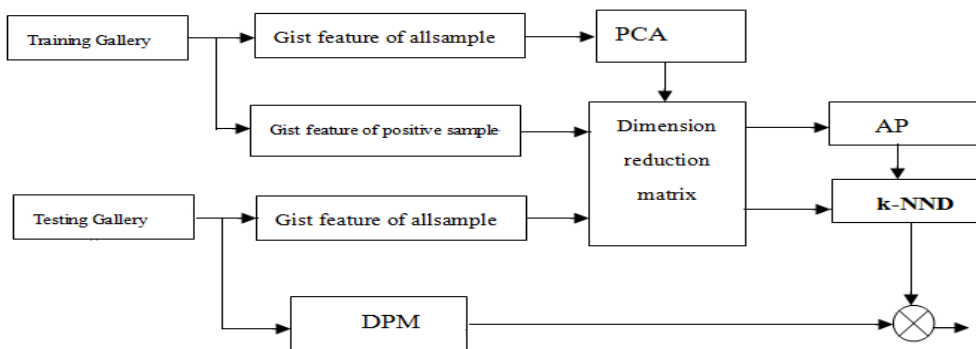 Training Gallery
Gist feature of allsample
PCA
Gist feature of positive sample
Dimension
reduction
matrix
AP
Testing Gallery
Gist feature of allsample
k-NND
DPM